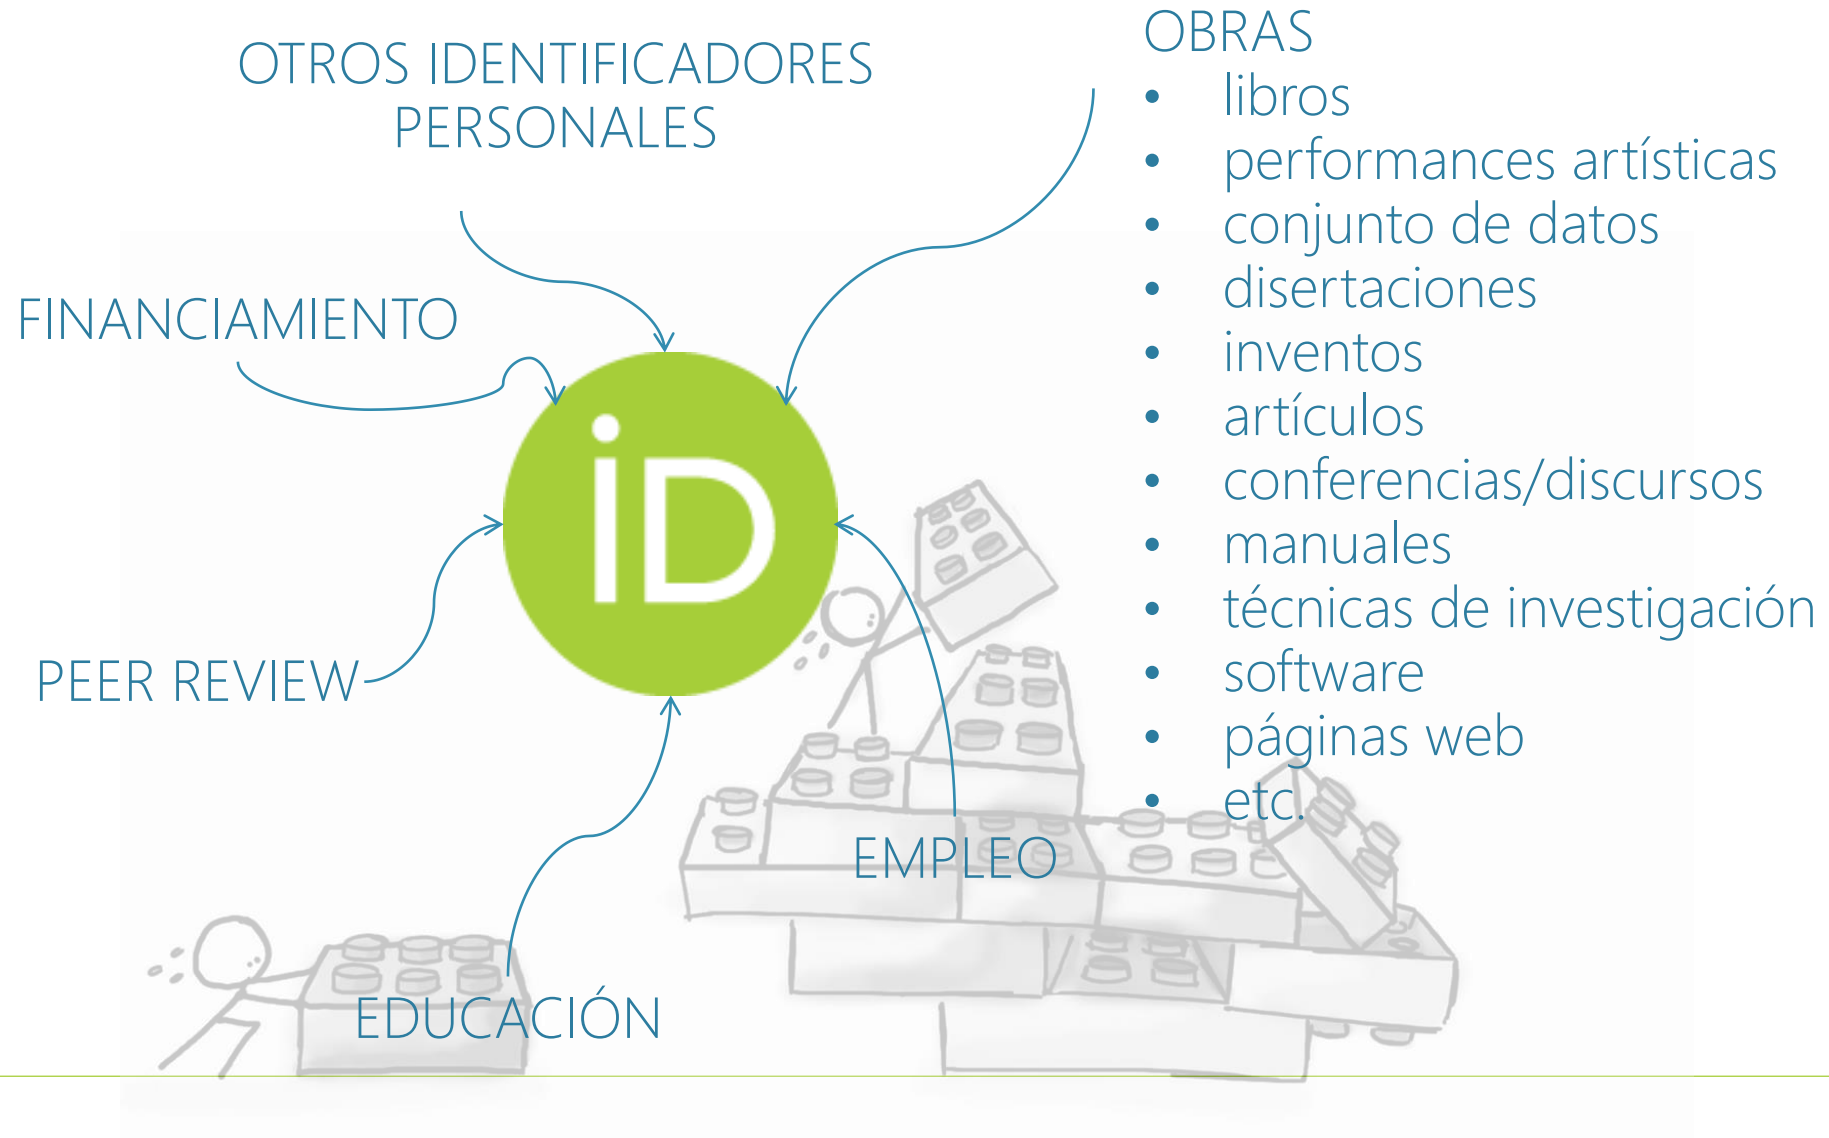 OTROS IDENTIFICADORES
PERSONALES
FINANCIAMIENTO
iD
PEER REVIEW
EDUCACIÓN
EMPLEO
OBRAS
• libros
• performances artísticas
• conjunto de datos
• disertaciones
• inventos
• artículos
• conferencias/discursos
• manuales
• técnicas de investigación
• software
• páginas web
• etc.